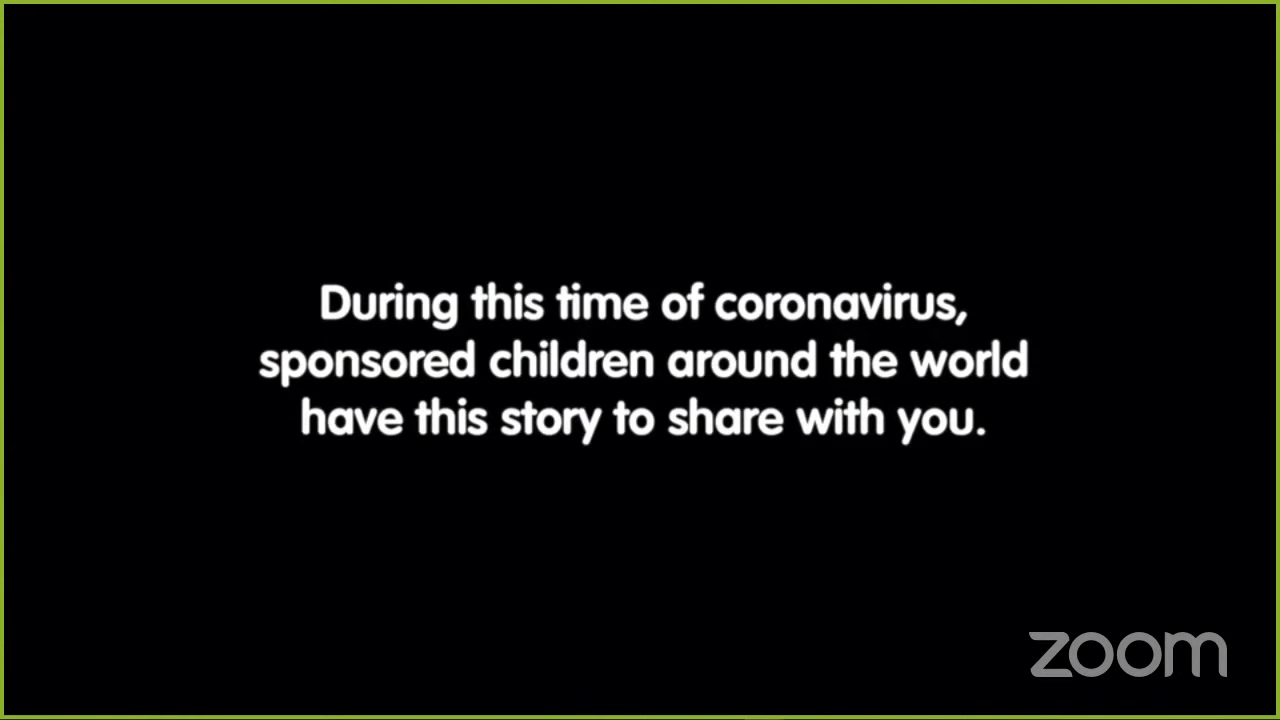 During this time of coronavirus,
sponsored children around the world
have this story to share with you.
zoom